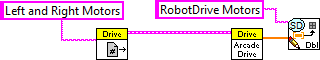 Left and Right Motors
RobotDrive Motors
Drive
#
Drive
Arcade
Drive
SD
Dbl